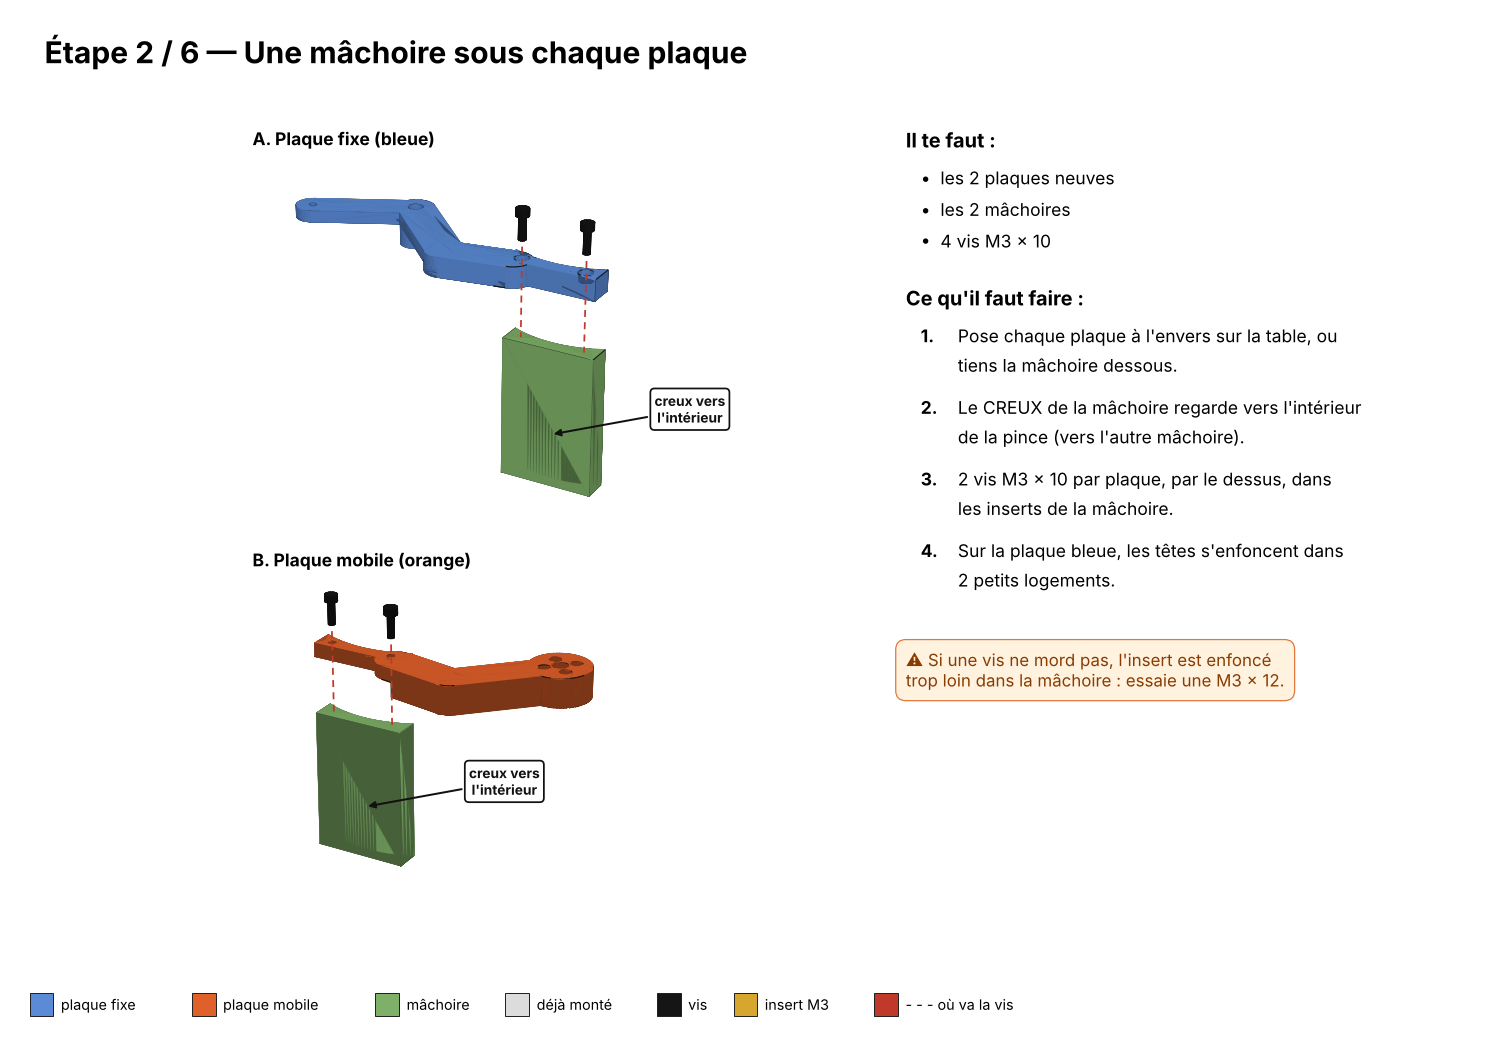 Étape 2 / 6 — Une mâchoire sous chaque plaque
A. Plaque fixe (bleue)
creux vers
l'intérieur
B. Plaque mobile (orange)
creux vers
l'intérieur
Il te faut :
• les 2 plaques neuves
• les 2 mâchoires
• 4 vis M3 × 10
Ce qu'il faut faire :
1. Pose chaque plaque à l'envers sur la table, ou
tiens la mâchoire dessous.
2. Le CREUX de la mâchoire regarde vers l'intérieur
de la pince (vers l'autre mâchoire).
3. 2 vis M3 × 10 par plaque, par le dessus, dans
les inserts de la mâchoire.
4. Sur la plaque bleue, les têtes s'enfoncent dans
2 petits logements.
⚠ Si une vis ne mord pas, l'insert est enfoncé
trop loin dans la mâchoire : essaie une M3 × 12.
plaque fixe
plaque mobile
mâchoire
déjà monté
vis
insert M3
- - - où va la vis